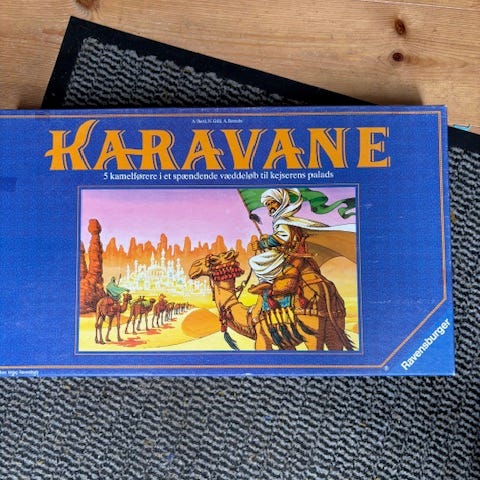 KARAVANE
5 kamelførere i et spændende væddeløb til kejserens palads
Ravensburger